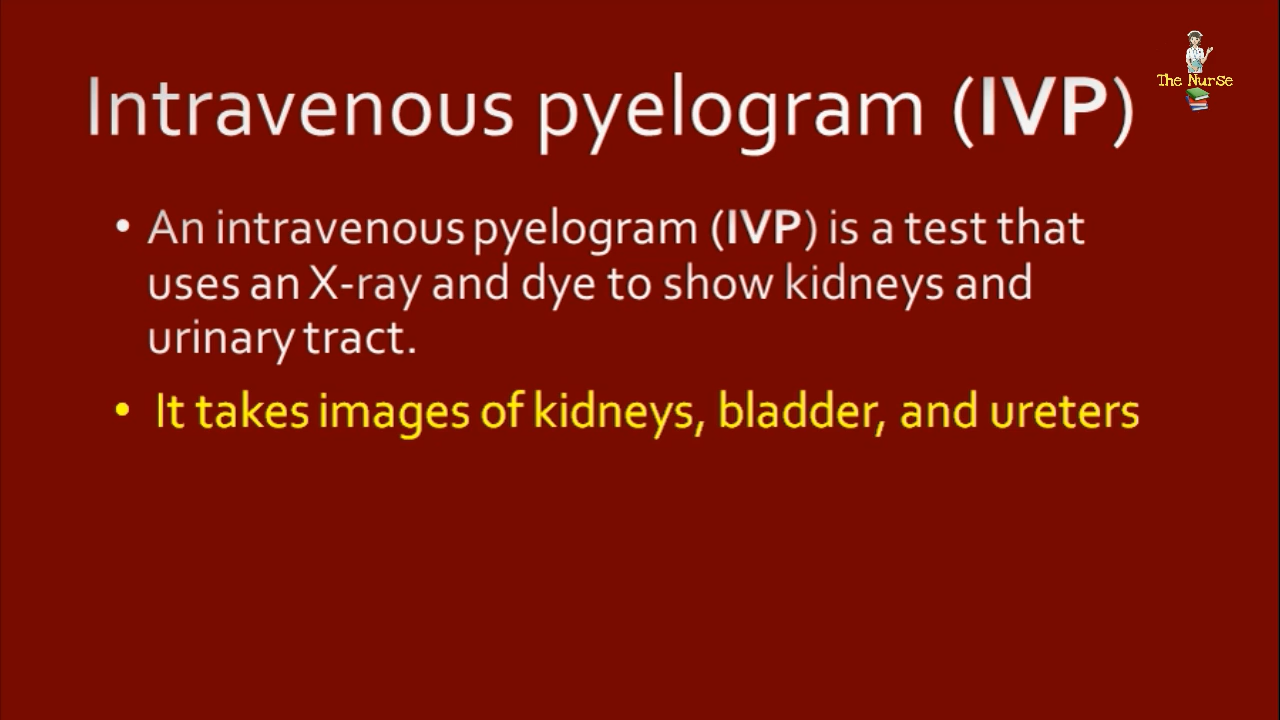 The Nurse
Intravenous pyelogram (IVP)
• An intravenous pyelogram (IVP) is a test that
uses an X-ray and dye to show kidneys and
urinary tract.
• It takes images of kidneys, bladder, and ureters